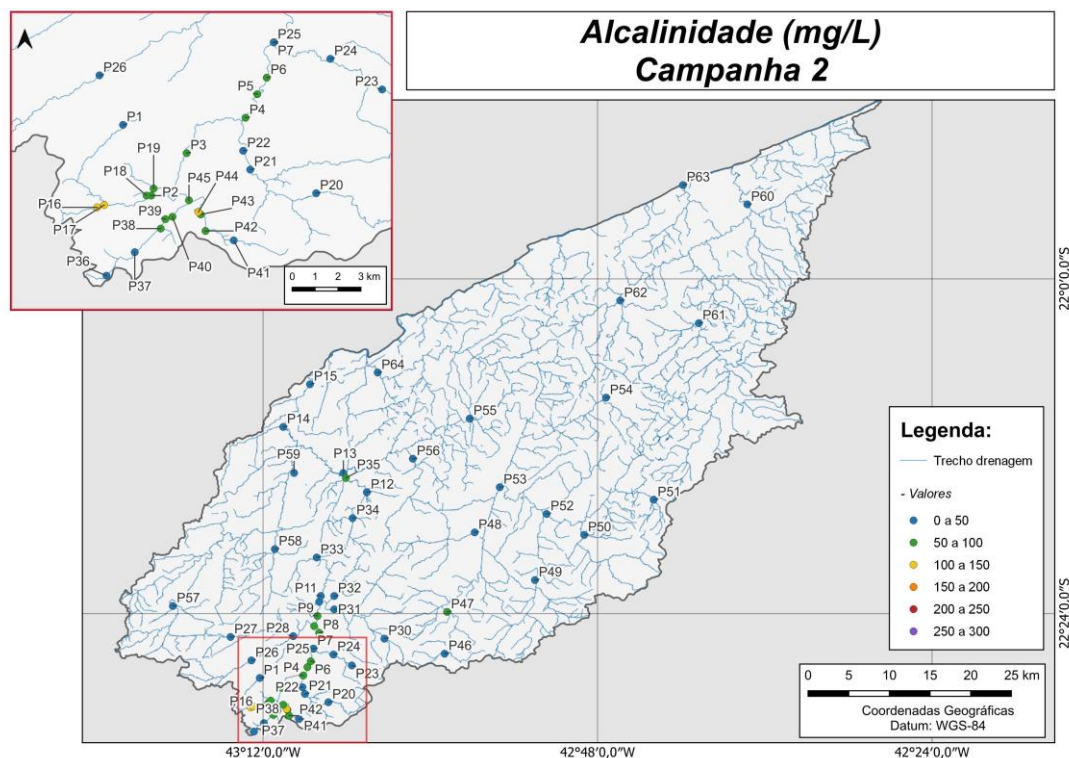 Alcalinidade (mg/L)
Campanha 2
P25
P7
P24
P26
P6
P23
P5
P4
P1
P3
P22
P21
P19
P18
P2
P45
P44
P20
P16
P39
P43
P17
P38
P42
P36
P40
P41
P37
0 1 2 3 km
P63
P60
22°0'0,0"S
P62
P61
P64
P15
P54
P55
P14
P13
P59
P35
P56
P12
P53
P51
P34
P52
P48
P50
P58
P33
P49
P11
P32
P57
P9
P31
P47
P8
22°24'0,0"S
P27
P28
P7
P30
P25
P24
P46
P26
P4
P6
P23
P1
P22
P21
P20
P16
P38
P42
P37
P41
Legenda:
Trecho drenagem
- Valores
0 a 50
50 a 100
100 a 150
150 a 200
200 a 250
250 a 300
0 5 10 15 20 25 km
Coordenadas Geográficas
Datum: WGS-84
43°12'0,0"W
42°48'0,0"W
42°24'0,0"W